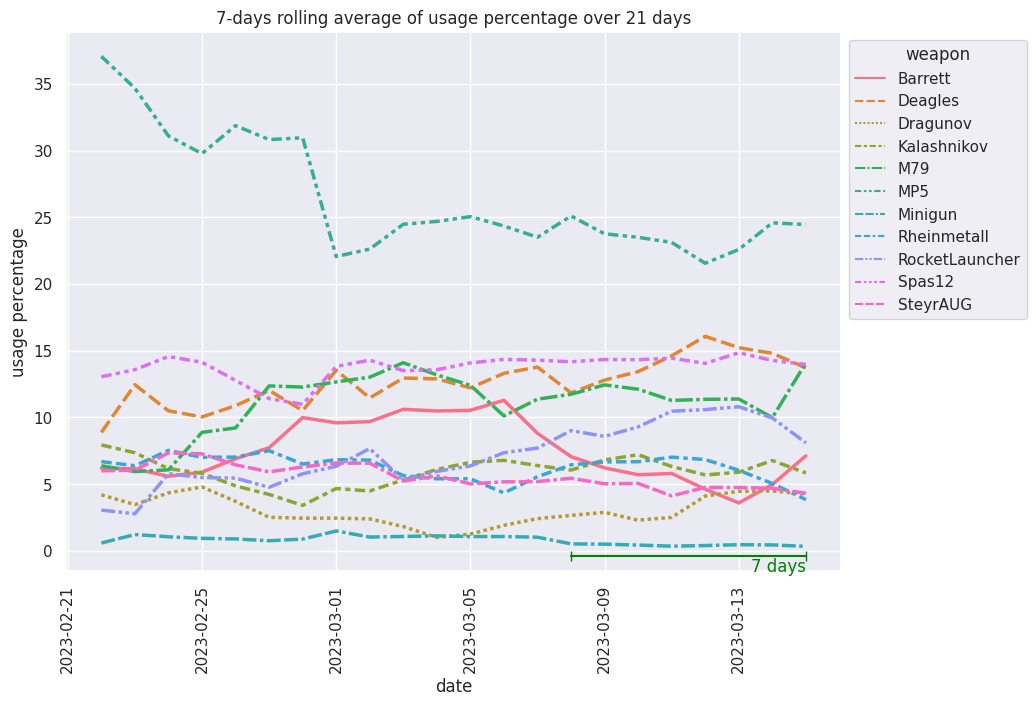 7-days rolling average of usage percentage over 21 days
usage percentage
35
30
25
20
15
10
5
0
2023-02-21
2023-02-25
2023-03-01
2023-03-05
2023-03-09
2023-03-13
date
7 days
weapon
Barrett
Deagles
Dragunov
Kalashnikov
M79
MP5
Minigun
Rheinmetall
RocketLauncher
Spas12
SteyrAUG